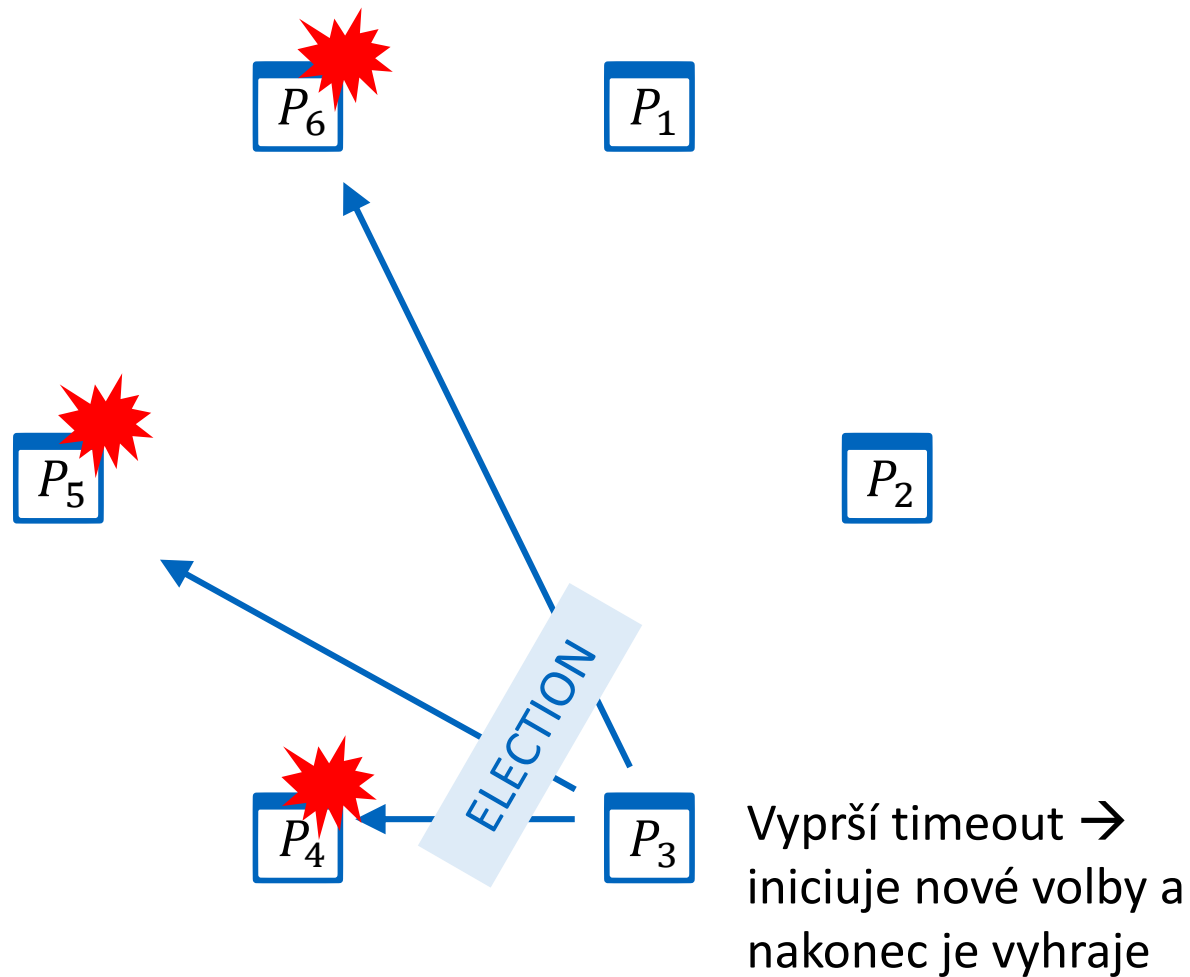 P₆
P₁
P₅
P₂
ELECTION
P₄
P₃
Vyprší timeout →
iniciuje nové volby a
nakonec je vyhraje